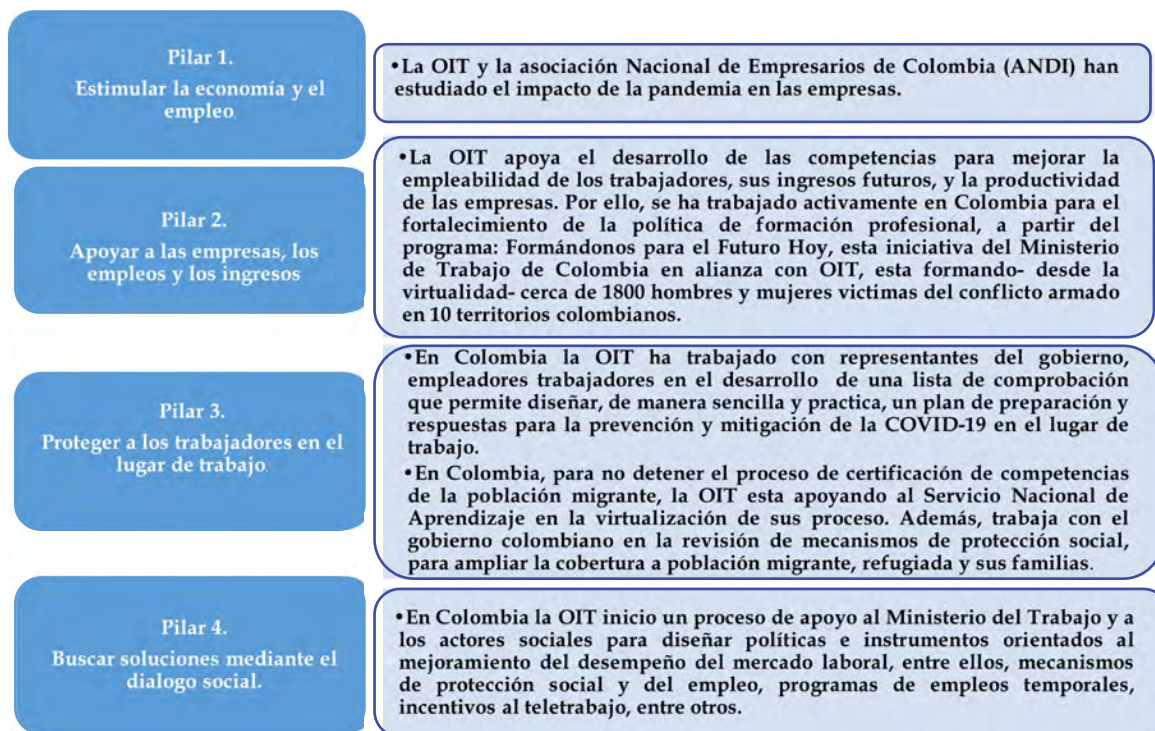 Pilar 1.
Estimular la economía y el
empleo.
•La OIT y la asociación Nacional de Empresarios de Colombia (ANDI) han
estudiado el impacto de la pandemia en las empresas.
Pilar 2.
Apoyar a las empresas, los
empleos y los ingresos
•La OIT apoya el desarrollo de las competencias para mejorar la
empleabilidad de los trabajadores, sus ingresos futuros, y la productividad
de las empresas. Por ello, se ha trabajado activamente en Colombia para el
fortalecimiento de la política de formación profesional, a partir del
programa: Formándonos para el Futuro Hoy, esta iniciativa del Ministerio
de Trabajo de Colombia en alianza con OIT, esta formando- desde la
virtualidad- cerca de 1800 hombres y mujeres victimas del conflicto armado
en 10 territorios colombianos.
Pilar 3.
Proteger a los trabajadores en el
lugar de trabajo.
•En Colombia la OIT ha trabajado con representantes del gobierno,
empleadores trabajadores en el desarrollo de una lista de comprobación
que permite diseñar, de manera sencilla y practica, un plan de preparación y
respuestas para la prevención y mitigación de la COVID-19 en el lugar de
trabajo.
•En Colombia, para no detener el proceso de certificación de competencias
de la población migrante, la OIT esta apoyando al Servicio Nacional de
Aprendizaje en la virtualización de sus proceso. Además, trabaja con el
gobierno colombiano en la revisión de mecanismos de protección social,
para ampliar la cobertura a población migrante, refugiada y sus familias.
Pilar 4.
Buscar soluciones mediante el
dialogo social.
•En Colombia la OIT inicio un proceso de apoyo al Ministerio del Trabajo y a
los actores sociales para diseñar políticas e instrumentos orientados al
mejoramiento del desempeño del mercado laboral, entre ellos, mecanismos
de protección social y del empleo, programas de empleos temporales,
incentivos al teletrabajo, entre otros.